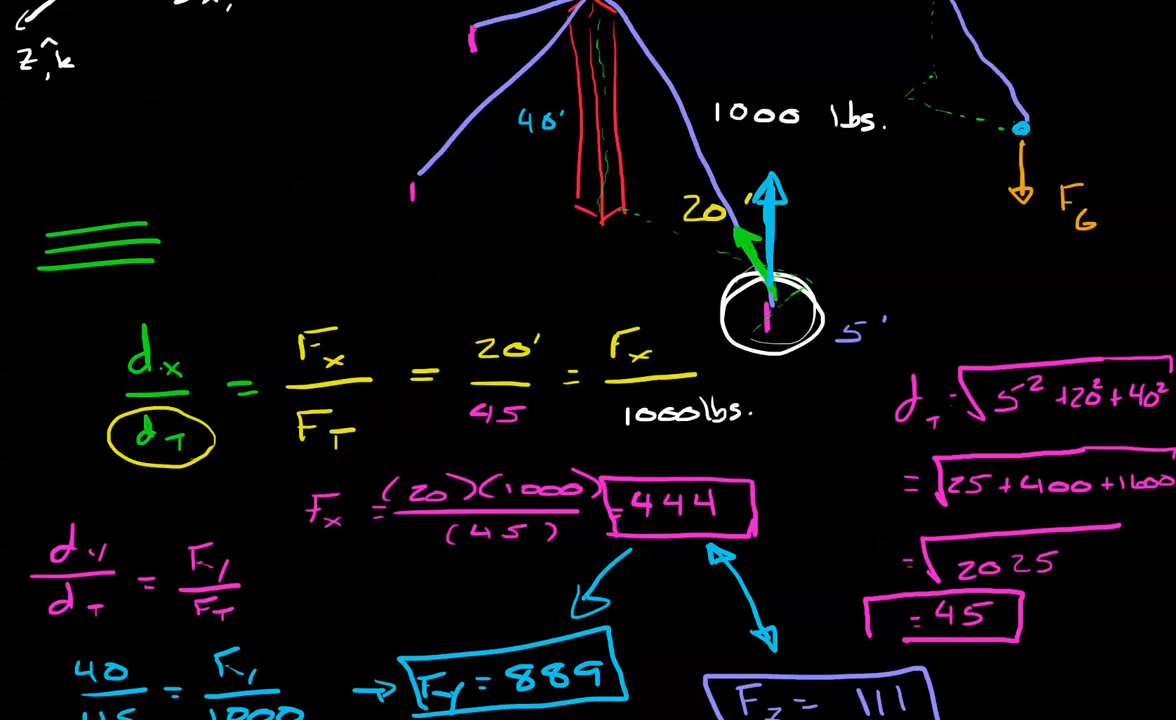 ẑ, k
40'
1000 lbs.
20'
F_G
5'
d_x / d_T = F_x / F_T = 20' / 45 = F_x / 1000 lbs.
d_T = √5² + 20² + 40²
= √25 + 400 + 1600
= √2025
= 45
F_x = (20)(1000) / (45) = 444
d_y / d_T = F_y / F_T
40 / 45 = F_y / 1000 → F_y = 889
F_z = 111